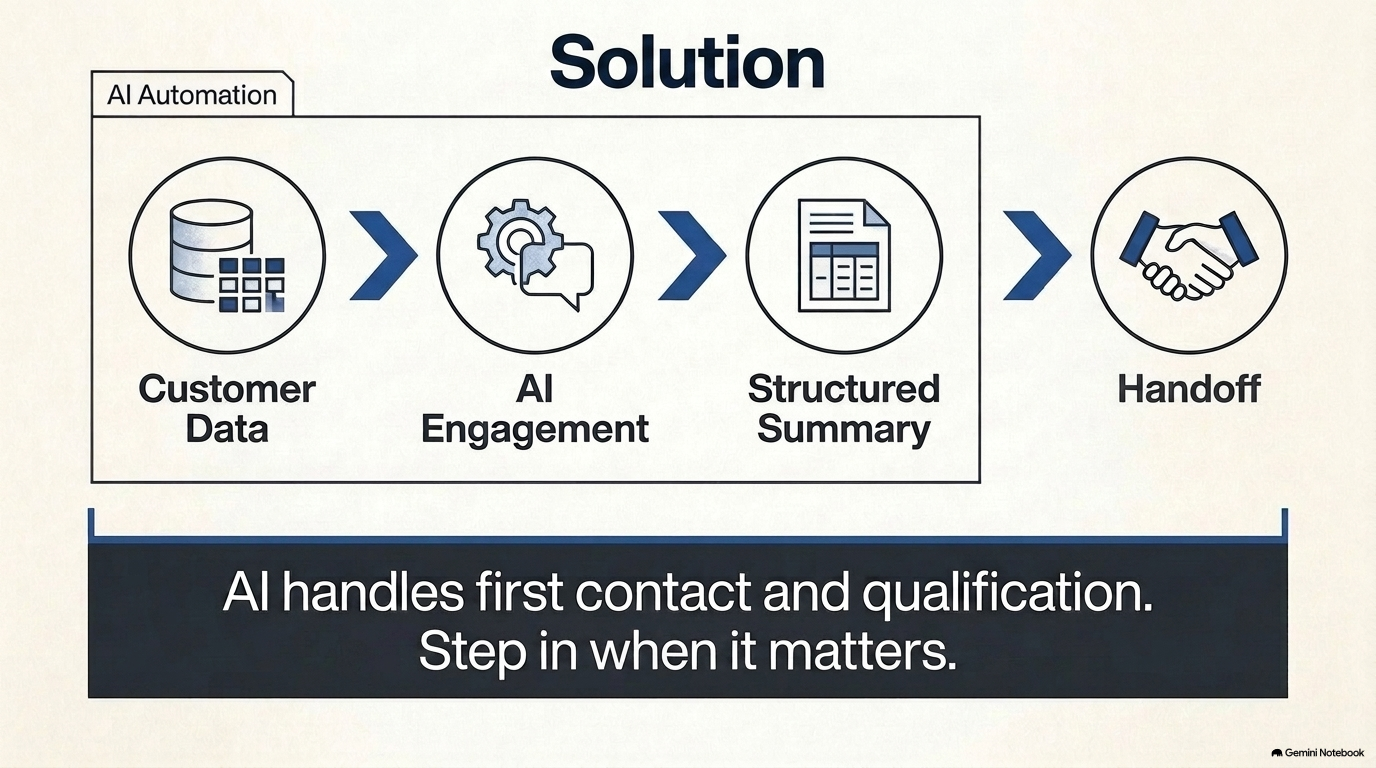 Solution
AI Automation
Customer
Data
AI
Engagement
Structured
Summary
Handoff
AI handles first contact and qualification.
Step in when it matters.
Gemini Notebook